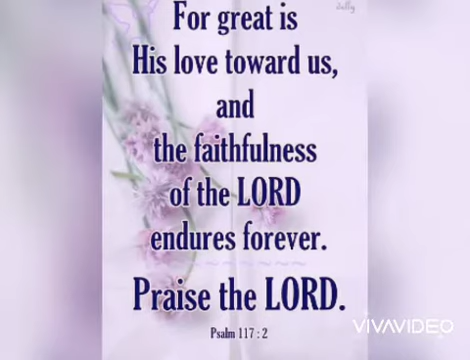 Sally
For great is
His love toward us,
and
the faithfulness
of the LORD
endures forever.
Praise the LORD.
Psalm 117 : 2
VIVAVIDEO